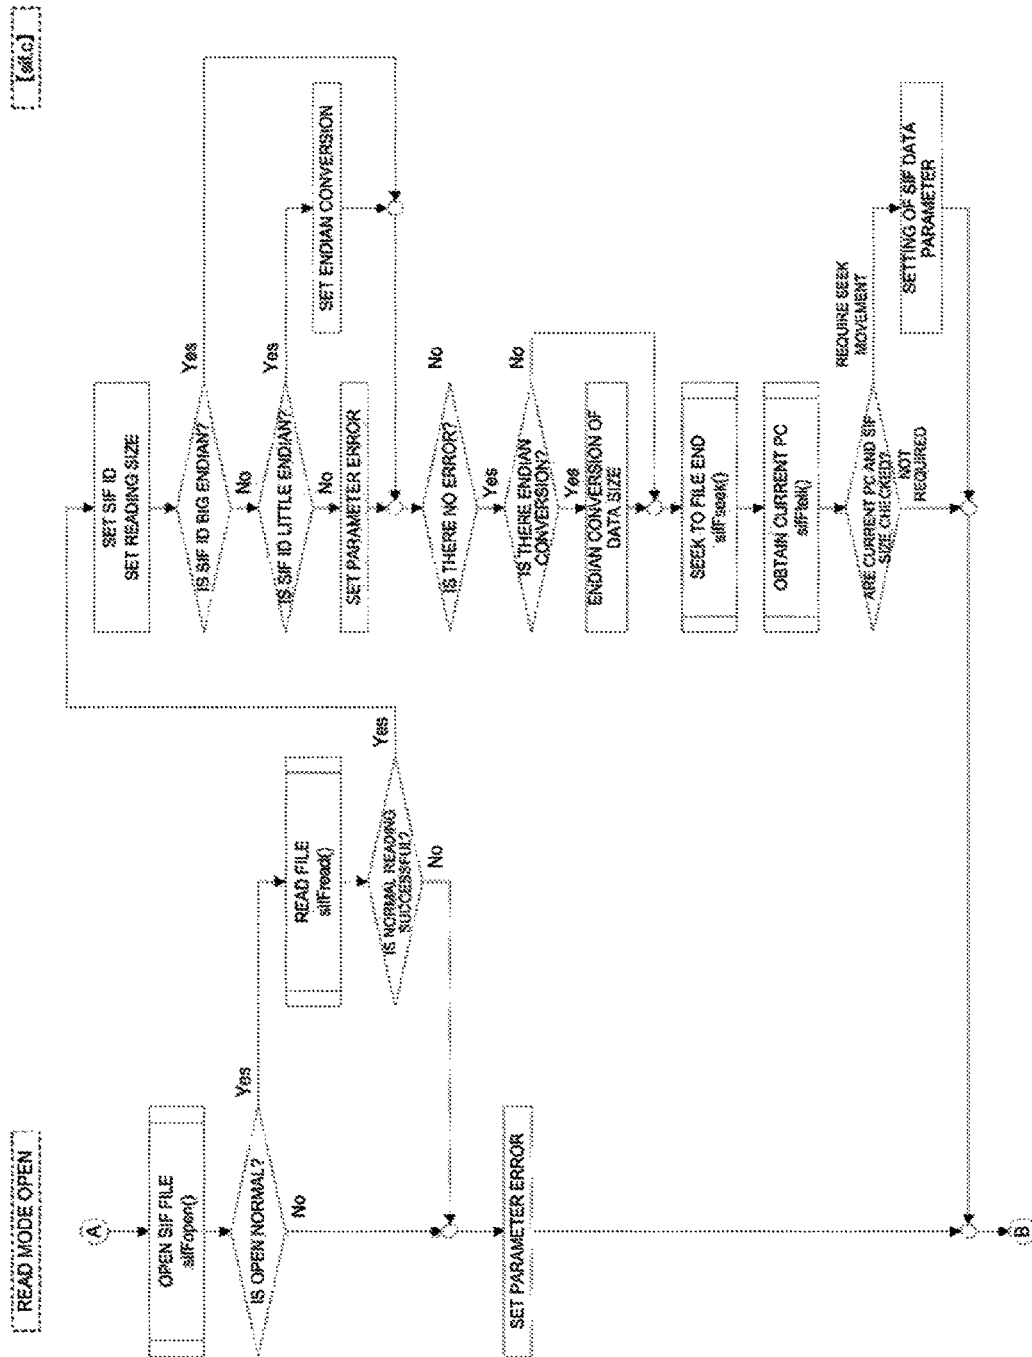 READ MODE OPEN
[sif.c]
A
OPEN SIF FILE
sifFopen()
IS OPEN NORMAL?
Yes
No
READ FILE
sifFread()
IS NORMAL READING
SUCCESSFUL?
Yes
No
SET PARAMETER ERROR
SET SIF ID
SET READING SIZE
IS SIF ID BIG ENDIAN?
Yes
No
IS SIF ID LITTLE ENDIAN?
Yes
No
SET ENDIAN CONVERSION
SET PARAMETER ERROR
IS THERE NO ERROR?
No
Yes
IS THERE ENDIAN
CONVERSION?
No
Yes
ENDIAN CONVERSION OF
DATA SIZE
SEEK TO FILE END
sifFseek()
OBTAIN CURRENT PC
sifFtell()
ARE CURRENT PC AND SIF
SIZE CHECKED?
REQUIRE SEEK
MOVEMENT
NOT
REQUIRED
SETTING OF SIF DATA
PARAMETER
B